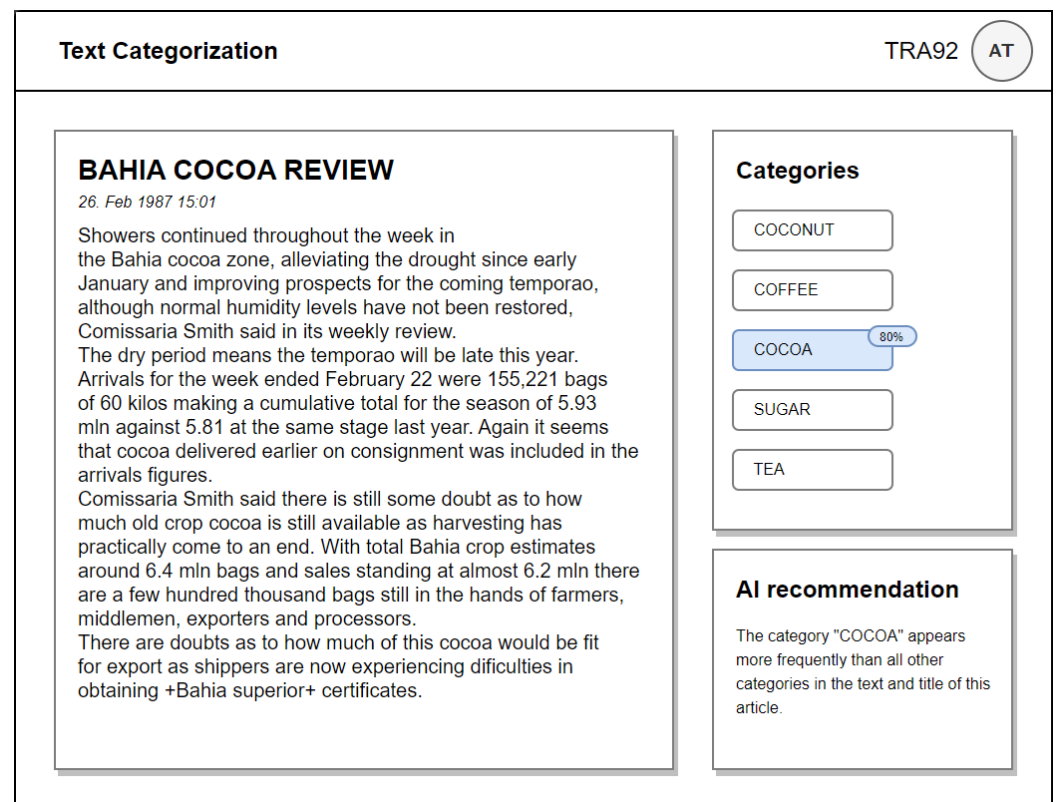 Text Categorization
TRA92
AT
BAHIA COCOA REVIEW
26. Feb 1987 15:01
Showers continued throughout the week in
the Bahia cocoa zone, alleviating the drought since early
January and improving prospects for the coming temporao,
although normal humidity levels have not been restored,
Comissaria Smith said in its weekly review.
The dry period means the temporao will be late this year.
Arrivals for the week ended February 22 were 155,221 bags
of 60 kilos making a cumulative total for the season of 5.93
mln against 5.81 at the same stage last year. Again it seems
that cocoa delivered earlier on consignment was included in the
arrivals figures.
Comissaria Smith said there is still some doubt as to how
much old crop cocoa is still available as harvesting has
practically come to an end. With total Bahia crop estimates
around 6.4 mln bags and sales standing at almost 6.2 mln there
are a few hundred thousand bags still in the hands of farmers,
middlemen, exporters and processors.
There are doubts as to how much of this cocoa would be fit
for export as shippers are now experiencing dificulties in
obtaining +Bahia superior+ certificates.
Categories
COCONUT
COFFEE
COCOA
80%
SUGAR
TEA
AI recommendation
The category "COCOA" appears
more frequently than all other
categories in the text and title of this
article.